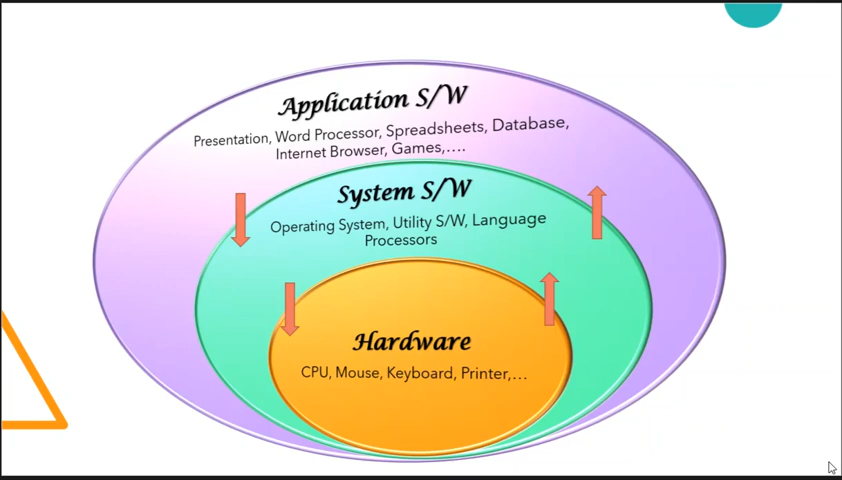 Application S/W
Presentation, Word Processor, Spreadsheets, Database,
Internet Browser, Games,....
System S/W
Operating System, Utility S/W, Language
Processors
Hardware
CPU, Mouse, Keyboard, Printer,...